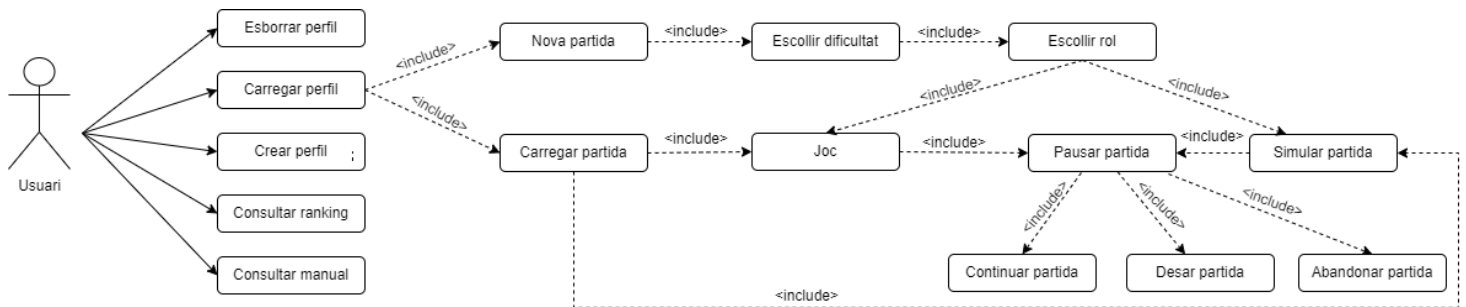 Esborrar perfil
Nova partida
<include>
Escollir dificultat
<include>
Escollir rol
<include>
Carregar perfil
<include>
<include>
<include>
Crear perfil
;
Carregar partida
<include>
Joc
<include>
Pausar partida
<include>
Simular partida
Usuari
Consultar ranking
<include>
<include>
<include>
Consultar manual
Continuar partida
Desar partida
Abandonar partida
<include>